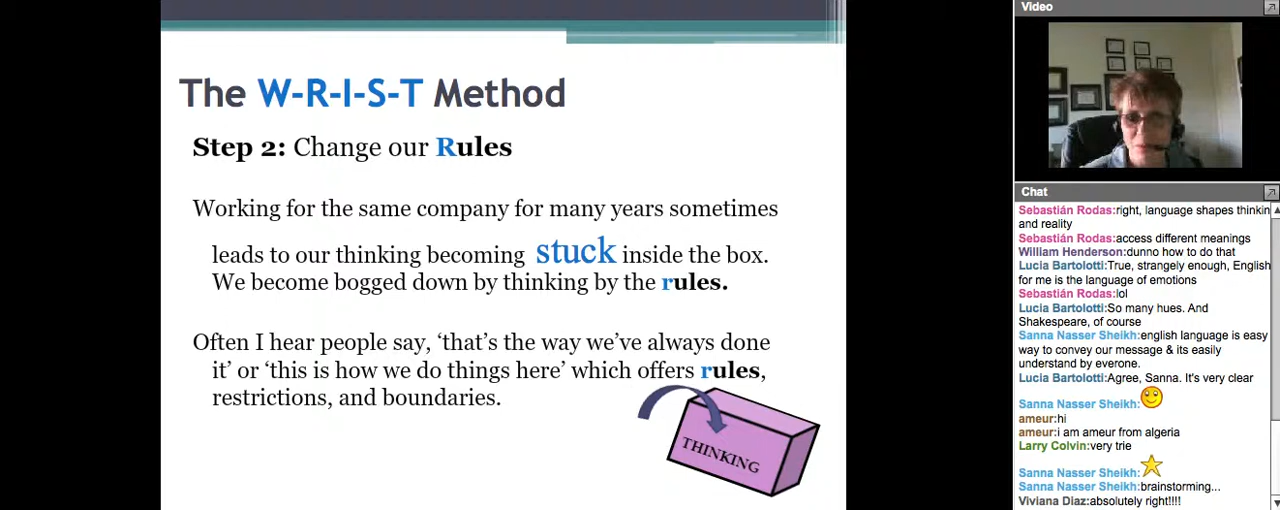 The W-R-I-S-T Method
Step 2: Change our Rules
Working for the same company for many years sometimes
leads to our thinking becoming stuck inside the box.
We become bogged down by thinking by the rules.
Often I hear people say, ‘that’s the way we’ve always done
it’ or ‘this is how we do things here’ which offers rules,
restrictions, and boundaries.
THINKING
Video
Chat
Sebastián Rodas:right, language shapes thinkin
and reality
Sebastián Rodas:access different meanings
William Henderson:dunno how to do that
Lucia Bartolotti:True, strangely enough, English
for me is the language of emotions
Sebastián Rodas:lol
Lucia Bartolotti:So many hues. And
Shakespeare, of course
Sanna Nasser Sheikh:english language is easy
way to convey our message & its easily
understand by everone.
Lucia Bartolotti:Agree, Sanna. It's very clear
Sanna Nasser Sheikh:
ameur:hi
ameur:i am ameur from algeria
Larry Colvin:very trie
Sanna Nasser Sheikh:
Sanna Nasser Sheikh:brainstorming...
Viviana Diaz:absolutely right!!!!